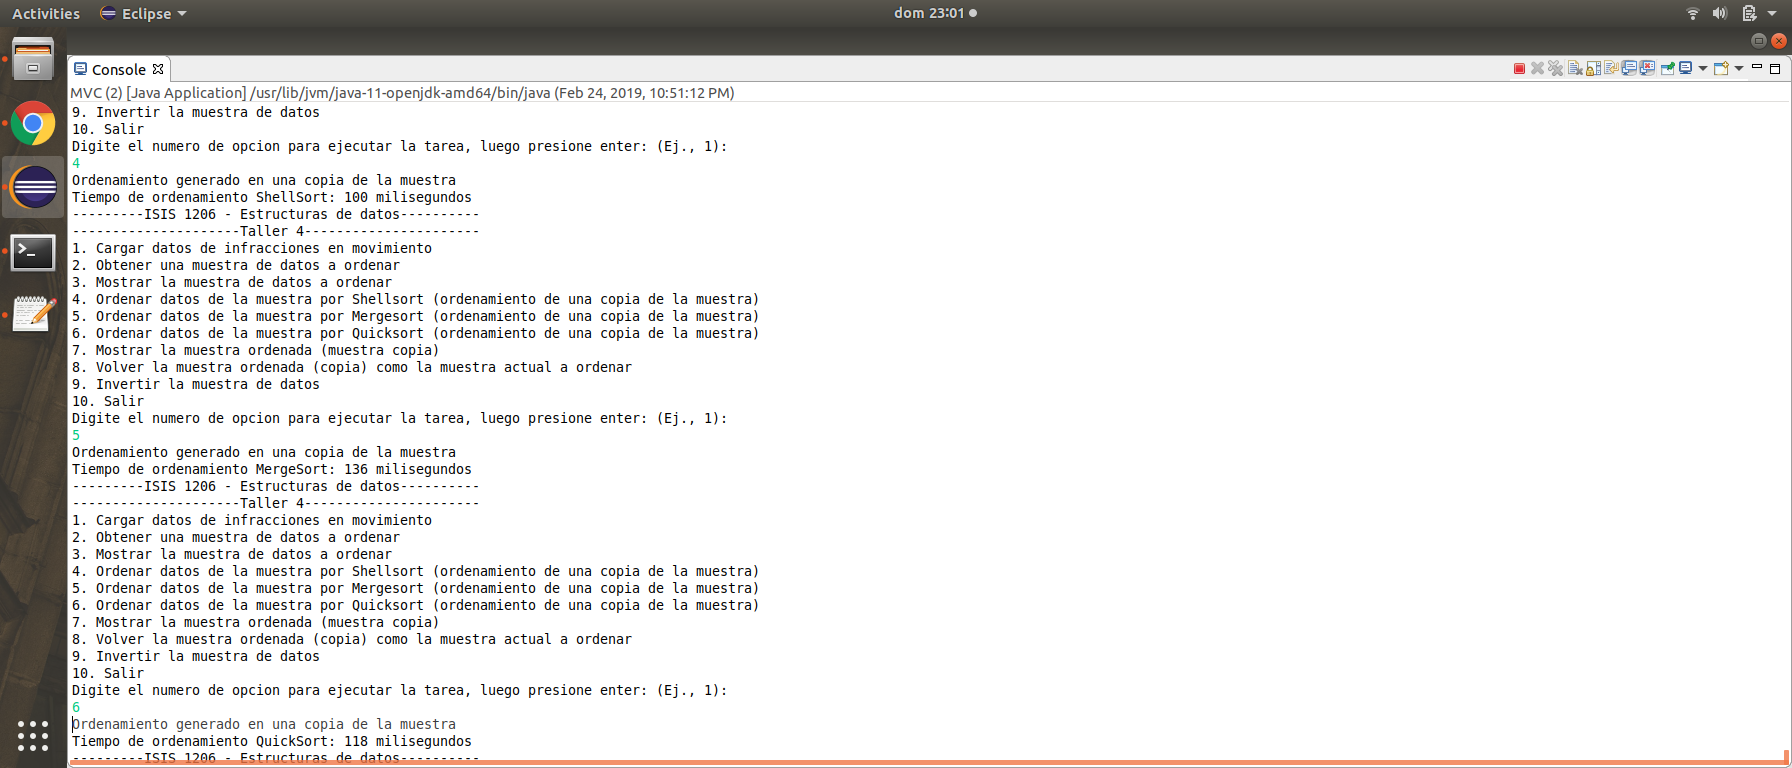 Activities Eclipse dom 23:01
Console
MVC (2) [Java Application] /usr/lib/jvm/java-11-openjdk-amd64/bin/java (Feb 24, 2019, 10:51:12 PM)
9. Invertir la muestra de datos
10. Salir
Digite el numero de opcion para ejecutar la tarea, luego presione enter: (Ej., 1):
4
Ordenamiento generado en una copia de la muestra
Tiempo de ordenamiento ShellSort: 100 milisegundos
---------ISIS 1206 - Estructuras de datos----------
---------------------Taller 4----------------------
1. Cargar datos de infracciones en movimiento
2. Obtener una muestra de datos a ordenar
3. Mostrar la muestra de datos a ordenar
4. Ordenar datos de la muestra por Shellsort (ordenamiento de una copia de la muestra)
5. Ordenar datos de la muestra por Mergesort (ordenamiento de una copia de la muestra)
6. Ordenar datos de la muestra por Quicksort (ordenamiento de una copia de la muestra)
7. Mostrar la muestra ordenada (muestra copia)
8. Volver la muestra ordenada (copia) como la muestra actual a ordenar
9. Invertir la muestra de datos
10. Salir
Digite el numero de opcion para ejecutar la tarea, luego presione enter: (Ej., 1):
5
Ordenamiento generado en una copia de la muestra
Tiempo de ordenamiento MergeSort: 136 milisegundos
---------ISIS 1206 - Estructuras de datos----------
---------------------Taller 4----------------------
1. Cargar datos de infracciones en movimiento
2. Obtener una muestra de datos a ordenar
3. Mostrar la muestra de datos a ordenar
4. Ordenar datos de la muestra por Shellsort (ordenamiento de una copia de la muestra)
5. Ordenar datos de la muestra por Mergesort (ordenamiento de una copia de la muestra)
6. Ordenar datos de la muestra por Quicksort (ordenamiento de una copia de la muestra)
7. Mostrar la muestra ordenada (muestra copia)
8. Volver la muestra ordenada (copia) como la muestra actual a ordenar
9. Invertir la muestra de datos
10. Salir
Digite el numero de opcion para ejecutar la tarea, luego presione enter: (Ej., 1):
6
Ordenamiento generado en una copia de la muestra
Tiempo de ordenamiento QuickSort: 118 milisegundos
---------ISIS 1206 - Estructuras de datos----------